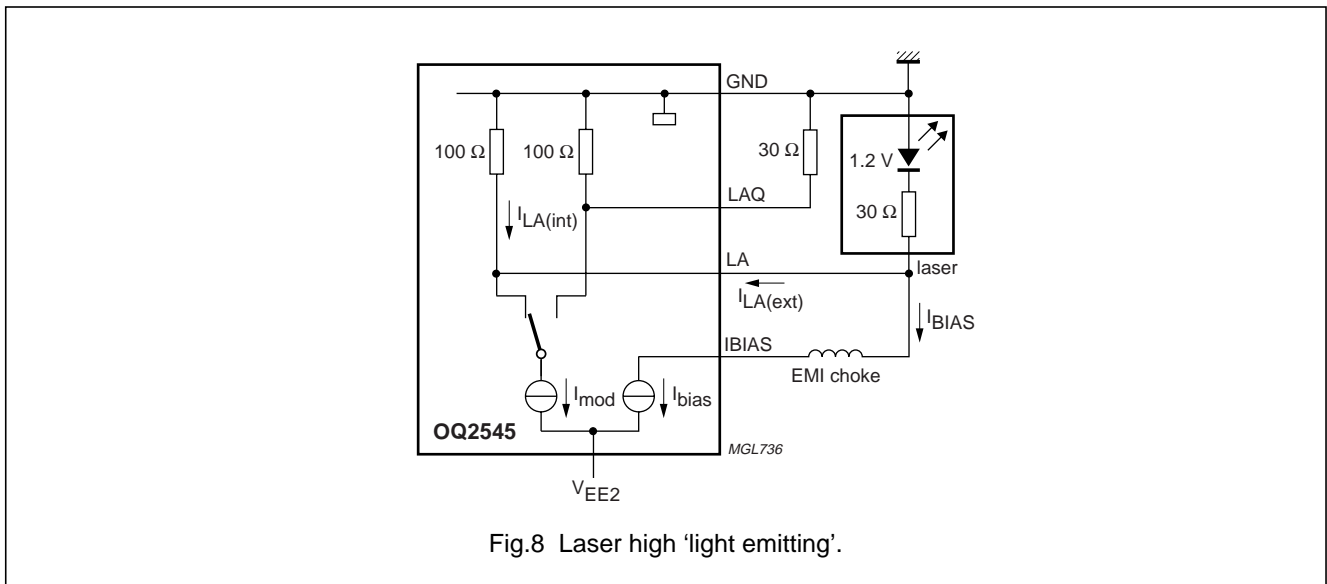 GND
100 Ω
100 Ω
30 Ω
1.2 V
LAQ
30 Ω
I_LA(int)
LA
laser
I_LA(ext)
I_BIAS
IBIAS
EMI choke
I_mod
I_bias
OQ2545
MGL736
V_EE2
Fig.8 Laser high ‘light emitting’.